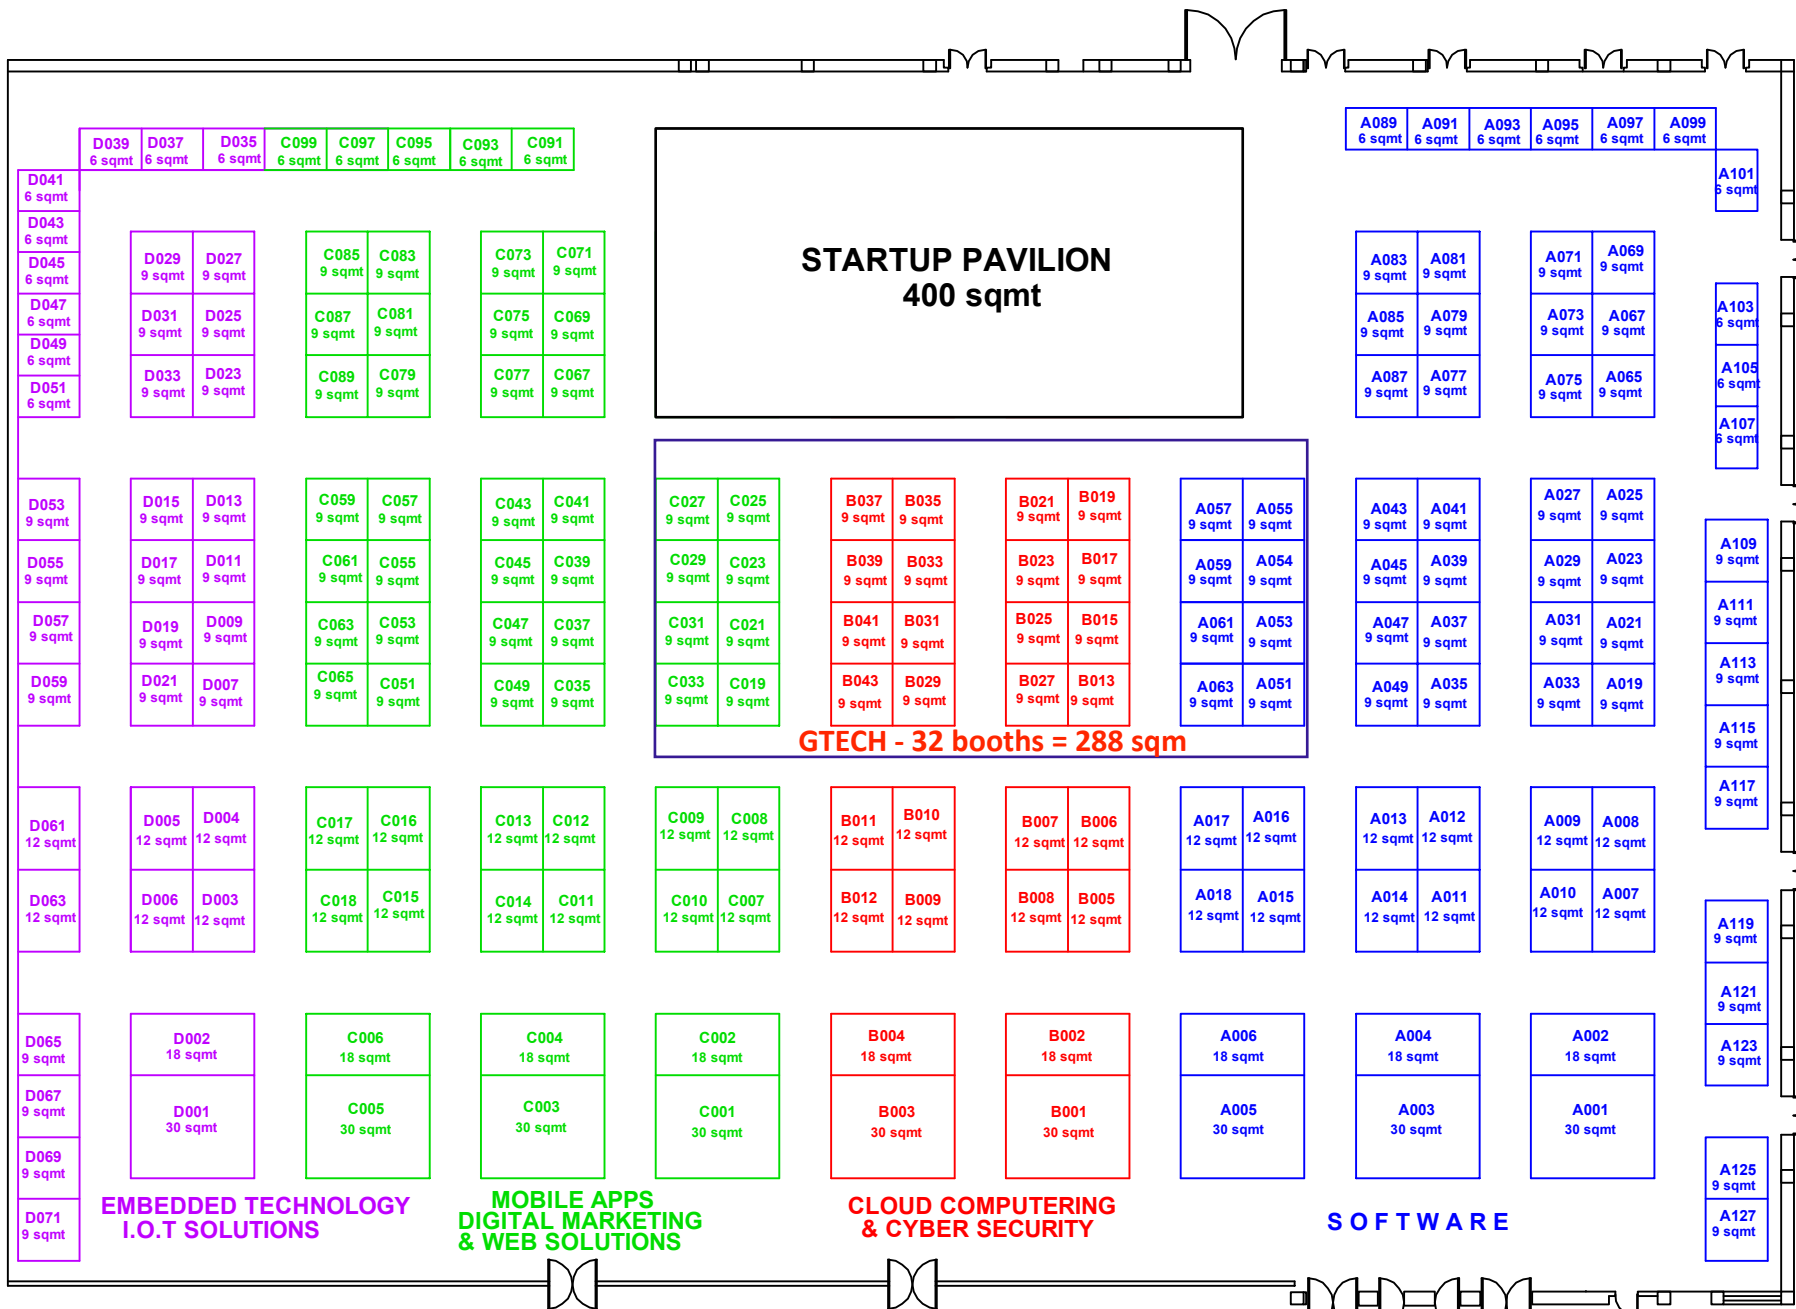 D039 D037 D035 C099 C097 C095 C093 C091
6 sqmt 6 sqmt 6 sqmt 6 sqmt 6 sqmt 6 sqmt 6 sqmt 6 sqmt
A089 A091 A093 A095 A097 A099
6 sqmt 6 sqmt 6 sqmt 6 sqmt 6 sqmt 6 sqmt
A101
6 sqmt
D041
6 sqmt
D043
6 sqmt
D045
6 sqmt
D047
6 sqmt
D049
6 sqmt
D051
6 sqmt
D029 D027 C085 C083 C073 C071
9 sqmt 9 sqmt 9 sqmt 9 sqmt 9 sqmt 9 sqmt
D031 D025 C087 C081 C075 C069
9 sqmt 9 sqmt 9 sqmt 9 sqmt 9 sqmt 9 sqmt
D033 D023 C089 C079 C077 C067
9 sqmt 9 sqmt 9 sqmt 9 sqmt 9 sqmt 9 sqmt
STARTUP PAVILION
400 sqmt
A083 A081 A071 A069
9 sqmt 9 sqmt 9 sqmt 9 sqmt
A085 A079 A073 A067
9 sqmt 9 sqmt 9 sqmt 9 sqmt
A087 A077 A075 A065
9 sqmt 9 sqmt 9 sqmt 9 sqmt
A103
6 sqmt
A105
6 sqmt
A107
6 sqmt
D053 D015 D013 C059 C057 C043 C041 C027 C025 B037 B035 B021 B019 A057 A055 A043 A041 A027 A025
9 sqmt 9 sqmt 9 sqmt 9 sqmt 9 sqmt 9 sqmt 9 sqmt 9 sqmt 9 sqmt 9 sqmt 9 sqmt 9 sqmt 9 sqmt 9 sqmt 9 sqmt 9 sqmt 9 sqmt 9 sqmt 9 sqmt
D055 D017 D011 C061 C055 C045 C039 C029 C023 B039 B033 B023 B017 A059 A054 A045 A039 A029 A023
9 sqmt 9 sqmt 9 sqmt 9 sqmt 9 sqmt 9 sqmt 9 sqmt 9 sqmt 9 sqmt 9 sqmt 9 sqmt 9 sqmt 9 sqmt 9 sqmt 9 sqmt 9 sqmt 9 sqmt 9 sqmt 9 sqmt
D057 D019 D009 C063 C053 C047 C037 C031 C021 B041 B031 B025 B015 A061 A053 A047 A037 A031 A021
9 sqmt 9 sqmt 9 sqmt 9 sqmt 9 sqmt 9 sqmt 9 sqmt 9 sqmt 9 sqmt 9 sqmt 9 sqmt 9 sqmt 9 sqmt 9 sqmt 9 sqmt 9 sqmt 9 sqmt 9 sqmt 9 sqmt
D059 D021 D007 C065 C051 C049 C035 C033 C019 B043 B029 B027 B013 A063 A051 A049 A035 A033 A019
9 sqmt 9 sqmt 9 sqmt 9 sqmt 9 sqmt 9 sqmt 9 sqmt 9 sqmt 9 sqmt 9 sqmt 9 sqmt 9 sqmt 9 sqmt 9 sqmt 9 sqmt 9 sqmt 9 sqmt 9 sqmt 9 sqmt
GTECH - 32 booths = 288 sqm
A109
9 sqmt
A111
9 sqmt
A113
9 sqmt
A115
9 sqmt
A117
9 sqmt
D061 D005 D004 C017 C016 C013 C012 C009 C008 B011 B010 B007 B006 A017 A016 A013 A012 A009 A008
12 sqmt 12 sqmt 12 sqmt 12 sqmt 12 sqmt 12 sqmt 12 sqmt 12 sqmt 12 sqmt 12 sqmt 12 sqmt 12 sqmt 12 sqmt 12 sqmt 12 sqmt 12 sqmt 12 sqmt 12 sqmt 12 sqmt
D063 D006 D003 C018 C015 C014 C011 C010 C007 B012 B009 B008 B005 A018 A015 A014 A011 A010 A007
12 sqmt 12 sqmt 12 sqmt 12 sqmt 12 sqmt 12 sqmt 12 sqmt 12 sqmt 12 sqmt 12 sqmt 12 sqmt 12 sqmt 12 sqmt 12 sqmt 12 sqmt 12 sqmt 12 sqmt 12 sqmt 12 sqmt
A119
9 sqmt
A121
9 sqmt
A123
9 sqmt
D065 D002 C006 C004 C002 B004 B002 A006 A004 A002
9 sqmt 18 sqmt 18 sqmt 18 sqmt 18 sqmt 18 sqmt 18 sqmt 18 sqmt 18 sqmt 18 sqmt
D067 D001 C005 C003 C001 B003 B001 A005 A003 A001
9 sqmt 30 sqmt 30 sqmt 30 sqmt 30 sqmt 30 sqmt 30 sqmt 30 sqmt 30 sqmt 30 sqmt
D069
9 sqmt
D071
9 sqmt
A125
9 sqmt
A127
9 sqmt
EMBEDDED TECHNOLOGY
I.O.T SOLUTIONS
MOBILE APPS
DIGITAL MARKETING
& WEB SOLUTIONS
CLOUD COMPUTERING
& CYBER SECURITY
SOFTWARE